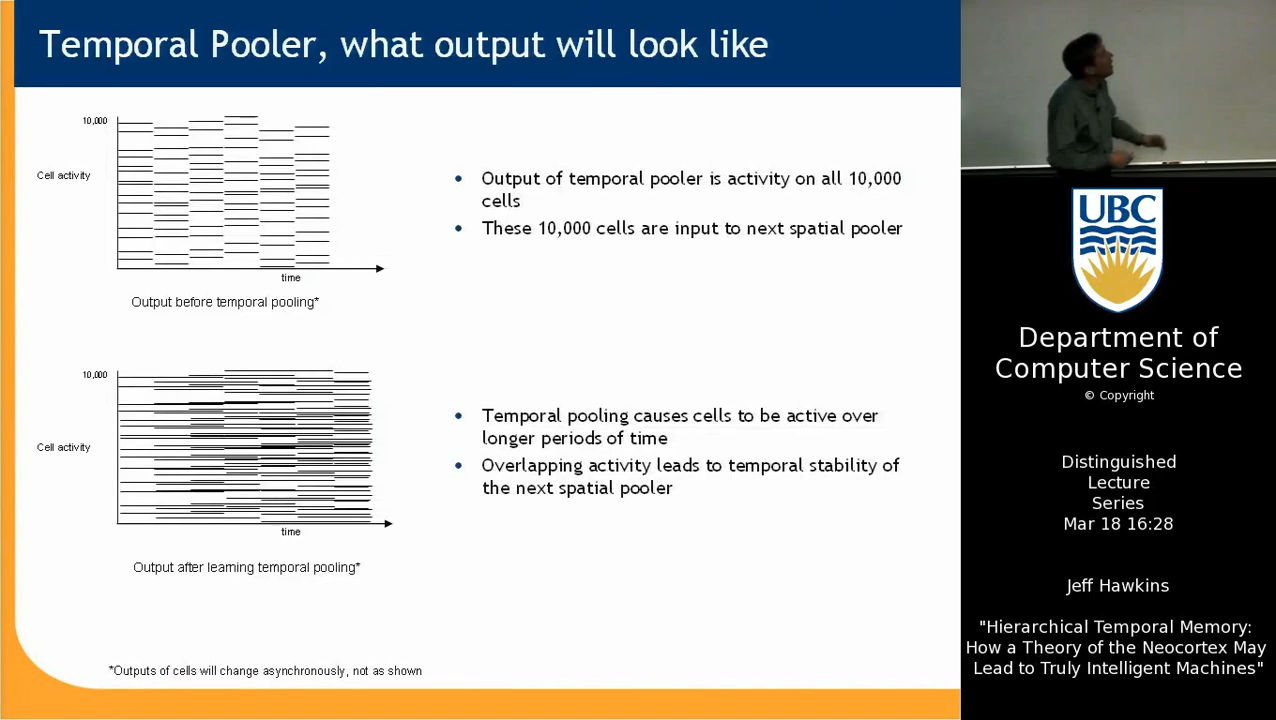 Temporal Pooler, what output will look like
10,000
Cell activity
time
Output before temporal pooling*
• Output of temporal pooler is activity on all 10,000
cells
• These 10,000 cells are input to next spatial pooler
10,000
Cell activity
time
Output after learning temporal pooling*
• Temporal pooling causes cells to be active over
longer periods of time
• Overlapping activity leads to temporal stability of
the next spatial pooler
*Outputs of cells will change asynchronously, not as shown
UBC
Department of
Computer Science
© Copyright
Distinguished
Lecture
Series
Mar 18 16:28
Jeff Hawkins
"Hierarchical Temporal Memory:
How a Theory of the Neocortex May
Lead to Truly Intelligent Machines"